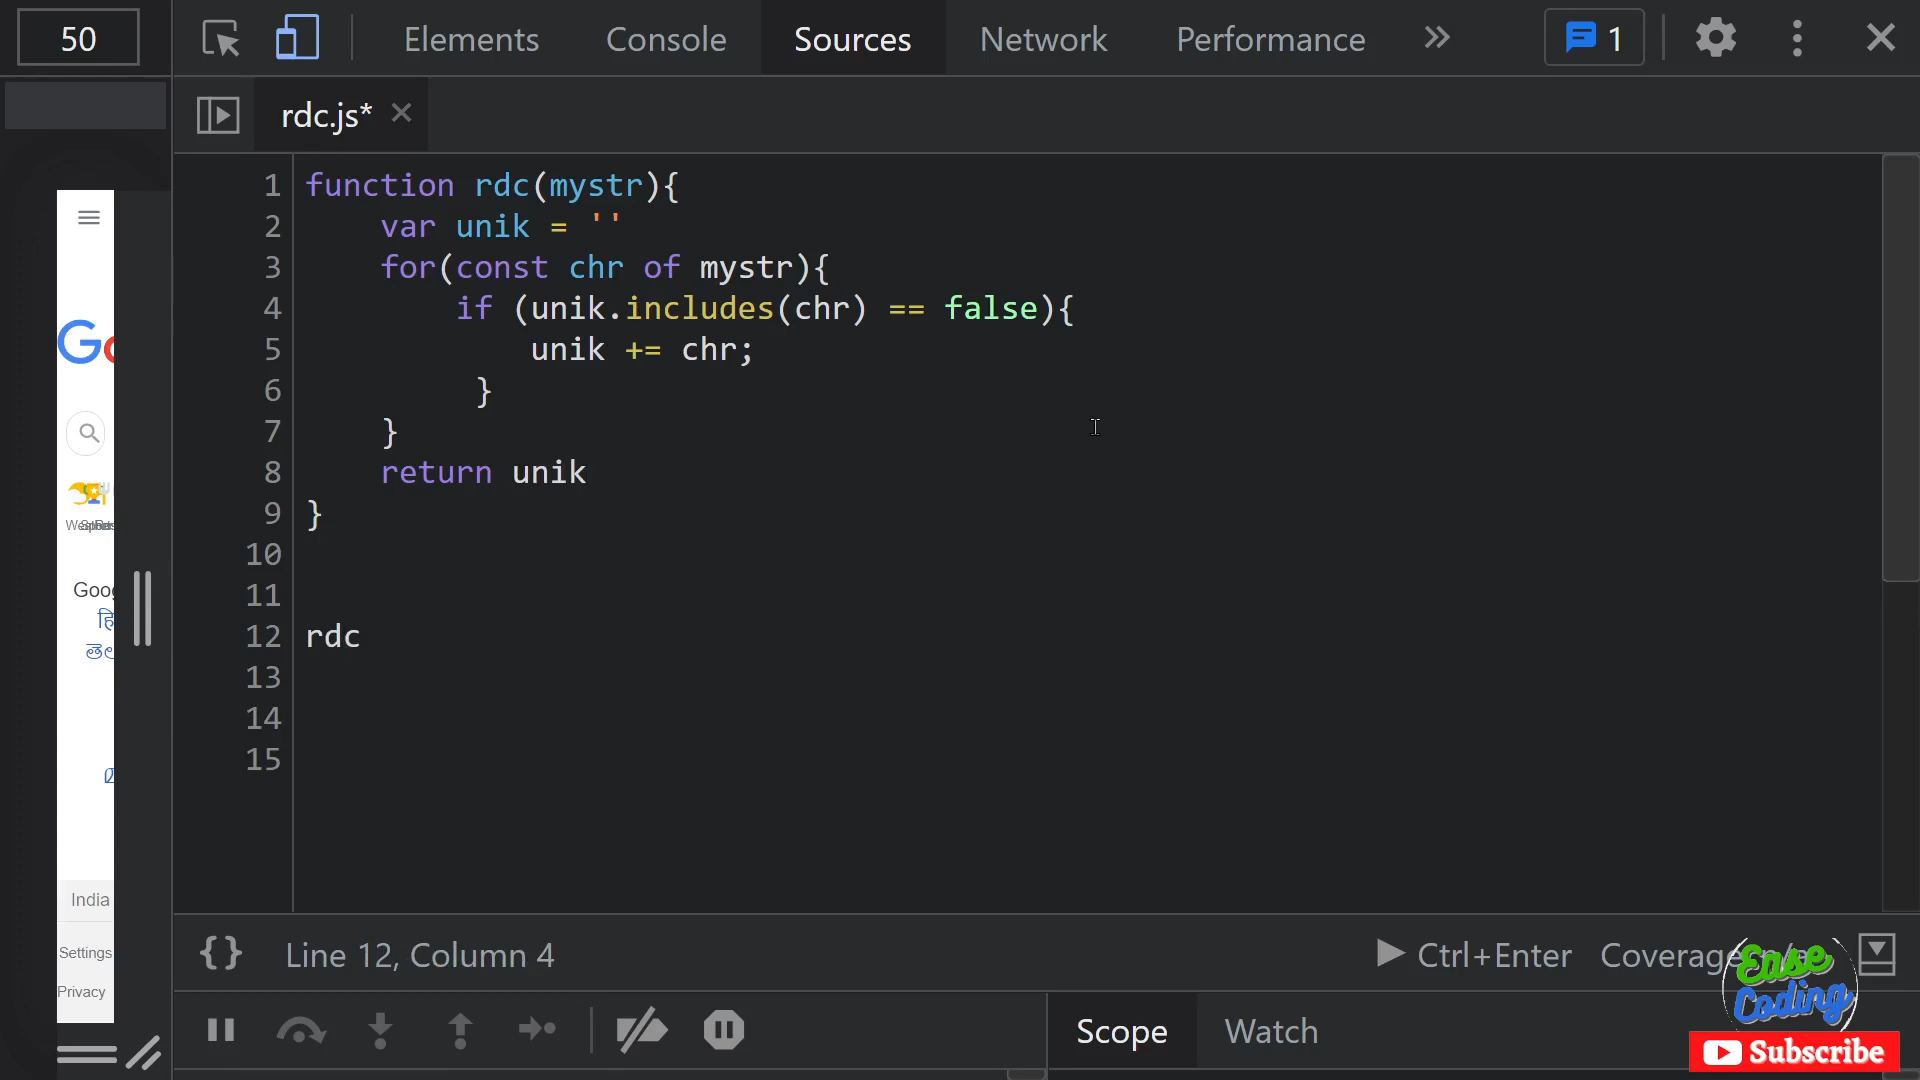 50
Elements Console Sources Network Performance
1
rdc.js*
1 function rdc(mystr){
2 var unik = ''
3 for(const chr of mystr){
4 if (unik.includes(chr) == false){
5 unik += chr;
6 }
7 }
8 return unik
9 }
10
11
12 rdc
13
14
15
Goog
हि
India
Settings
Privacy
{} Line 12, Column 4
Ctrl+Enter Coverage: n/a
Scope Watch
Ease
Coding
Subscribe